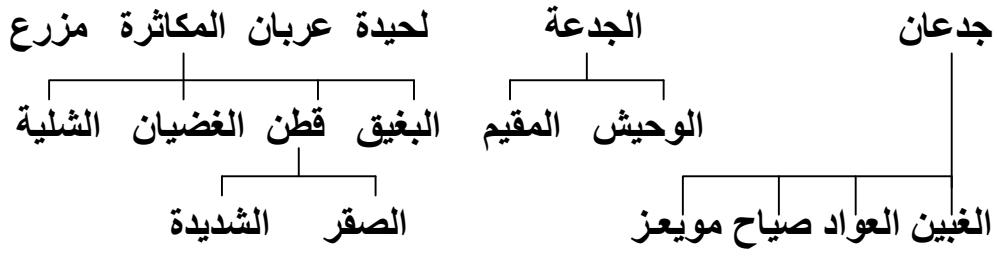 جدعان الجدعة لحيدة عربان المكاثرة مزرع
الوحيش المقيم البغيق قطن الغضيان الشلية
الغبين العواد صياح مويعز الصقر الشديدة